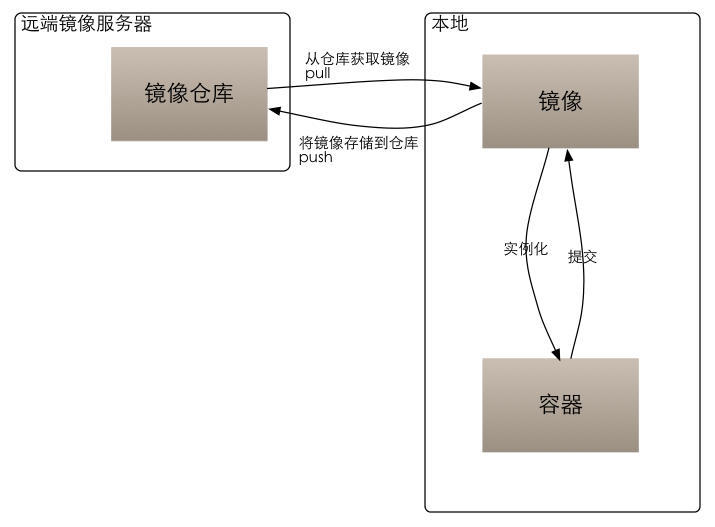 远端镜像服务器
镜像仓库
从仓库获取镜像
pull
将镜像存储到仓库
push
本地
镜像
实例化
提交
容器